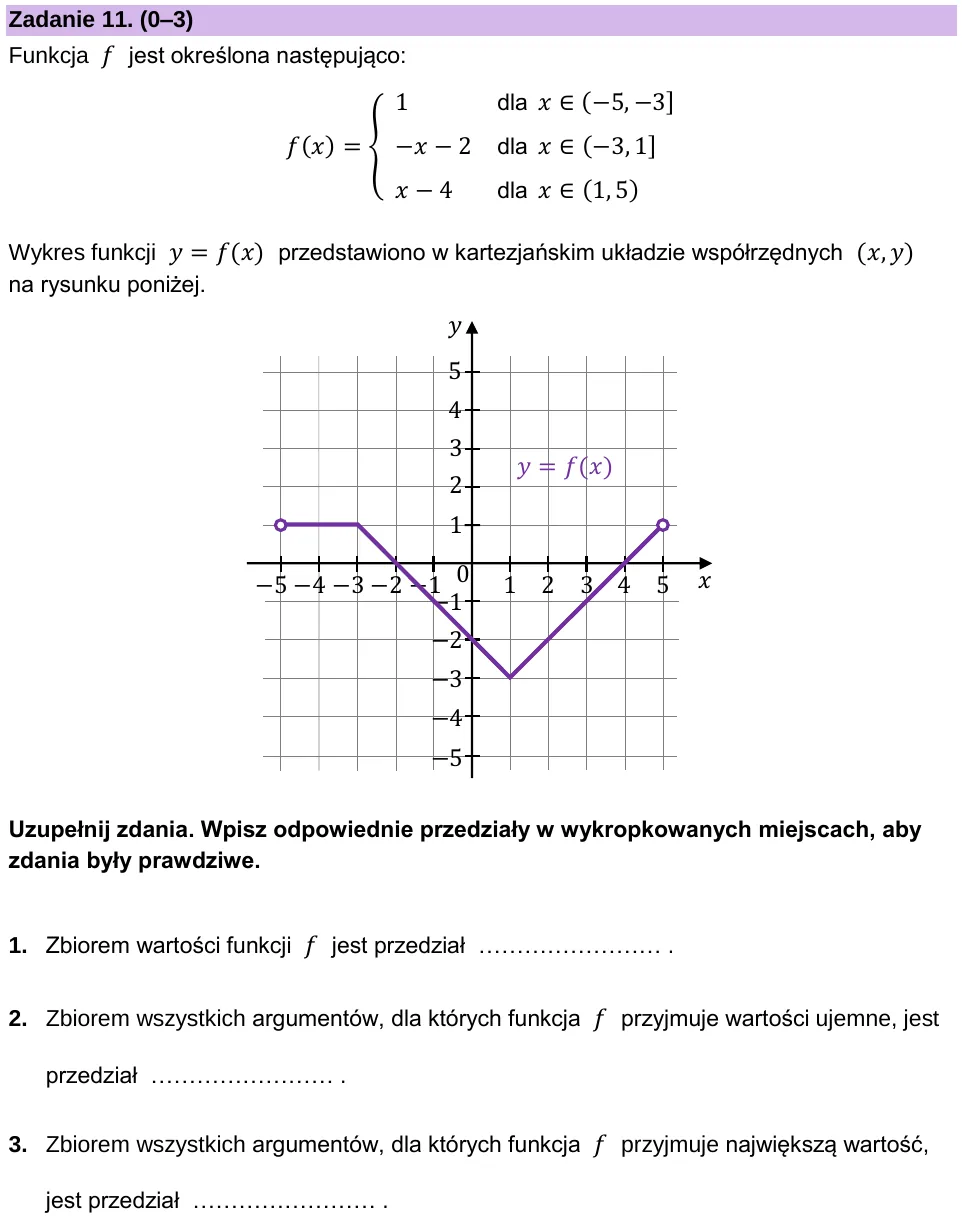 Zadanie 11. (0–3)
Funkcja f jest określona następująco:
1 dla x ∈ (−5, −3]
f(x) = { −x − 2 dla x ∈ (−3, 1]
x − 4 dla x ∈ (1, 5)
Wykres funkcji y = f(x) przedstawiono w kartezjańskim układzie współrzędnych (x, y)
na rysunku poniżej.
y
5
4
3
y = f(x)
2
1
0
−5 −4 −3 −2 −1 1 2 3 4 5 x
−1
−2
−3
−4
−5
Uzupełnij zdania. Wpisz odpowiednie przedziały w wykropkowanych miejscach, aby
zdania były prawdziwe.
1. Zbiorem wartości funkcji f jest przedział ........................ .
2. Zbiorem wszystkich argumentów, dla których funkcja f przyjmuje wartości ujemne, jest
przedział ........................ .
3. Zbiorem wszystkich argumentów, dla których funkcja f przyjmuje największą wartość,
jest przedział ........................ .